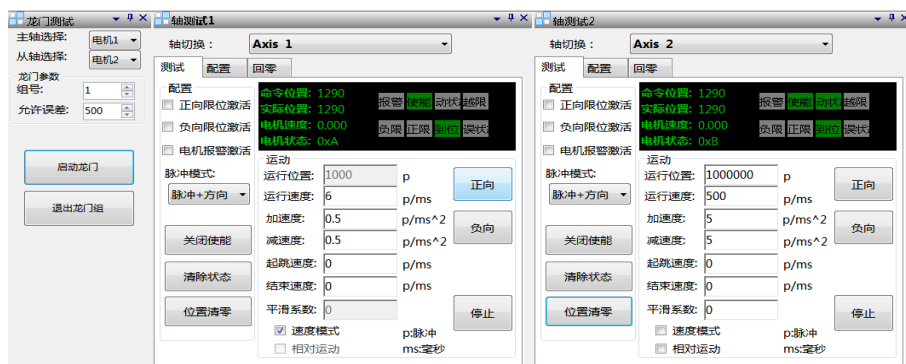 龙门测试
主轴选择: 电机1
从轴选择: 电机2
龙门参数
组号: 1
允许误差: 500
启动龙门
退出龙门组
轴测试1
轴切换： Axis 1
测试 配置 回零
配置
正向限位激活
负向限位激活
电机报警激活
脉冲模式:
脉冲+方向
关闭使能
清除状态
位置清零
命令位置: 1290
实际位置: 1290
电机速度: 0.000
电机状态: 0xA
报警 使能 动状态 越限
负限 正限 到位 误状态
运动
运行位置: 1000 p
运行速度: 6 p/ms
加速度: 0.5 p/ms^2
减速度: 0.5 p/ms^2
起跳速度: 0 p/ms
结束速度: 0 p/ms
平滑系数: 0
速度模式
相对运动
p:脉冲
ms:毫秒
正向
负向
停止
轴测试2
轴切换： Axis 2
测试 配置 回零
配置
正向限位激活
负向限位激活
电机报警激活
脉冲模式:
脉冲+方向
关闭使能
清除状态
位置清零
命令位置: 1290
实际位置: 1290
电机速度: 0.000
电机状态: 0xB
报警 使能 动状 越限
负限 正限 到位 误状
运动
运行位置: 1000000 p
运行速度: 500 p/ms
加速度: 5 p/ms^2
减速度: 5 p/ms^2
起跳速度: 0 p/ms
结束速度: 0 p/ms
平滑系数: 0
速度模式
相对运动
p:脉冲
ms:毫秒
正向
负向
停止